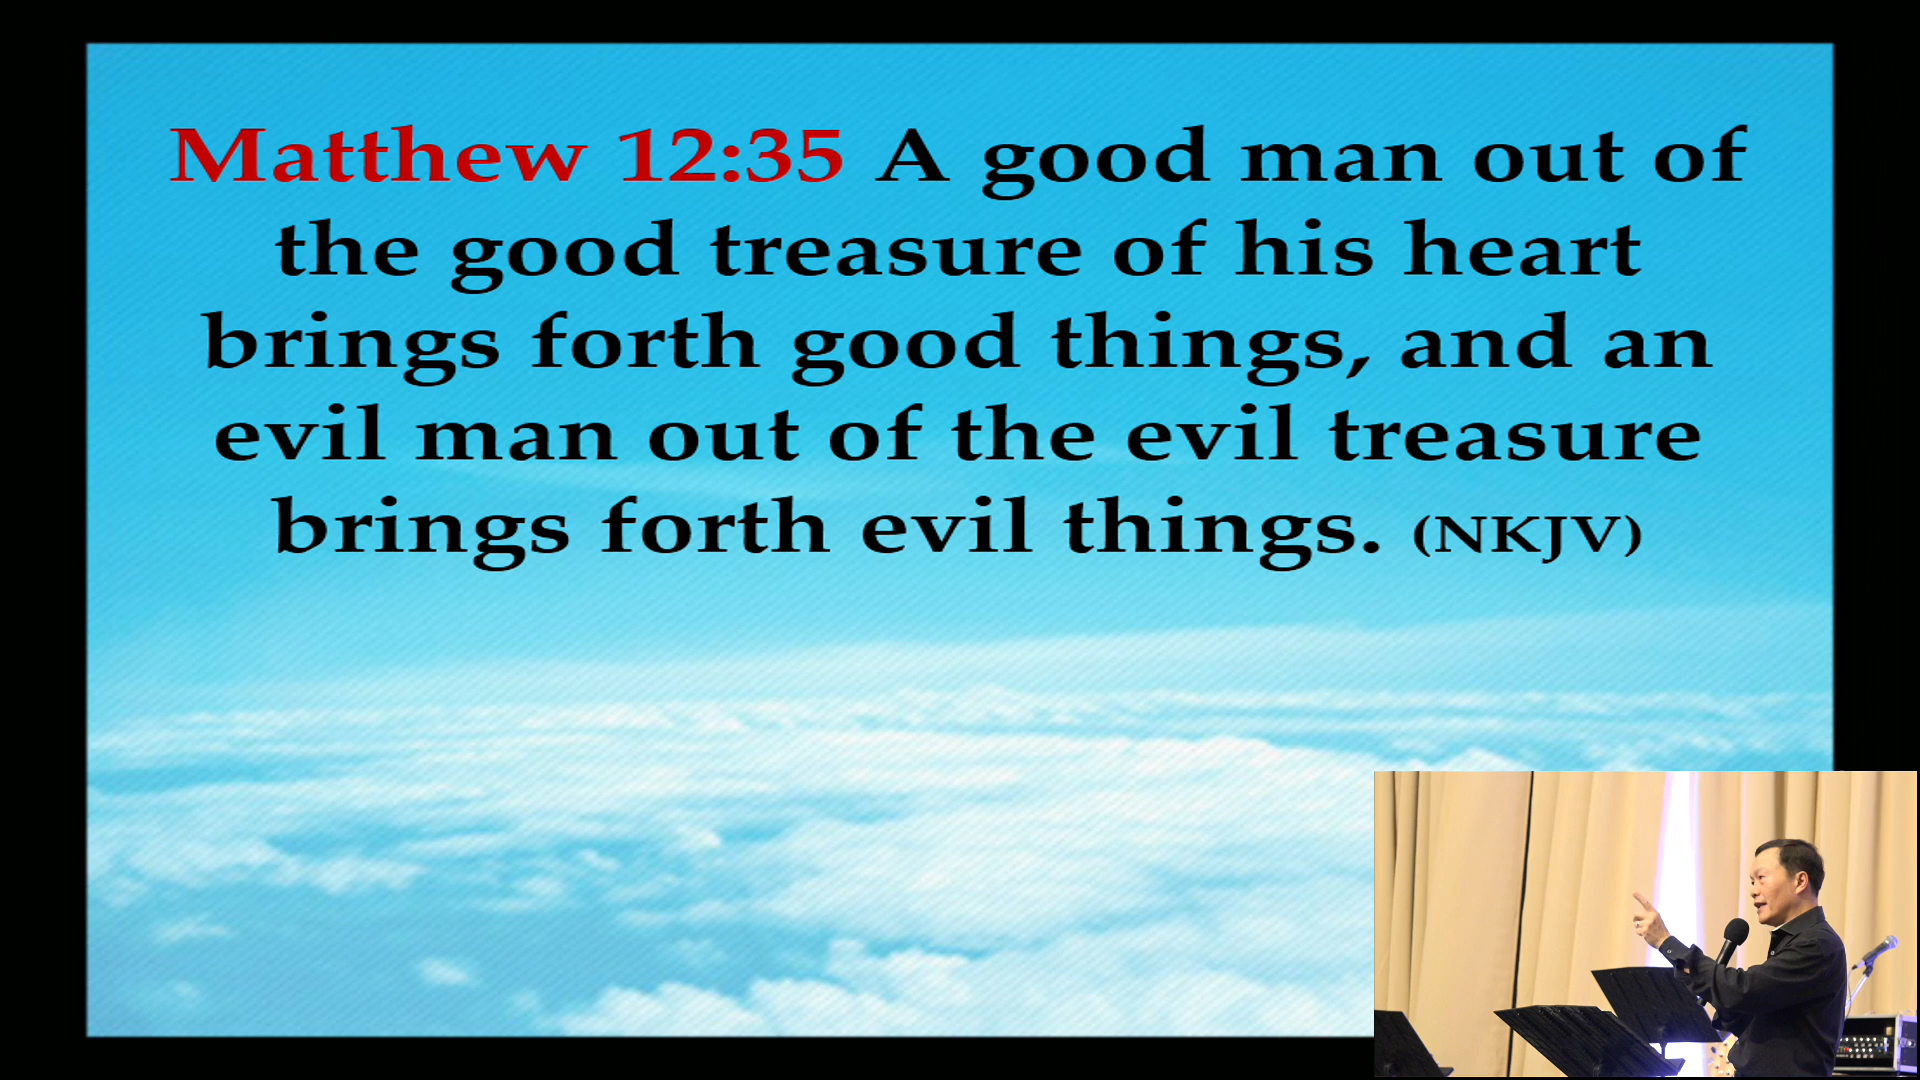 Matthew 12:35 A good man out of
the good treasure of his heart
brings forth good things, and an
evil man out of the evil treasure
brings forth evil things. (NKJV)